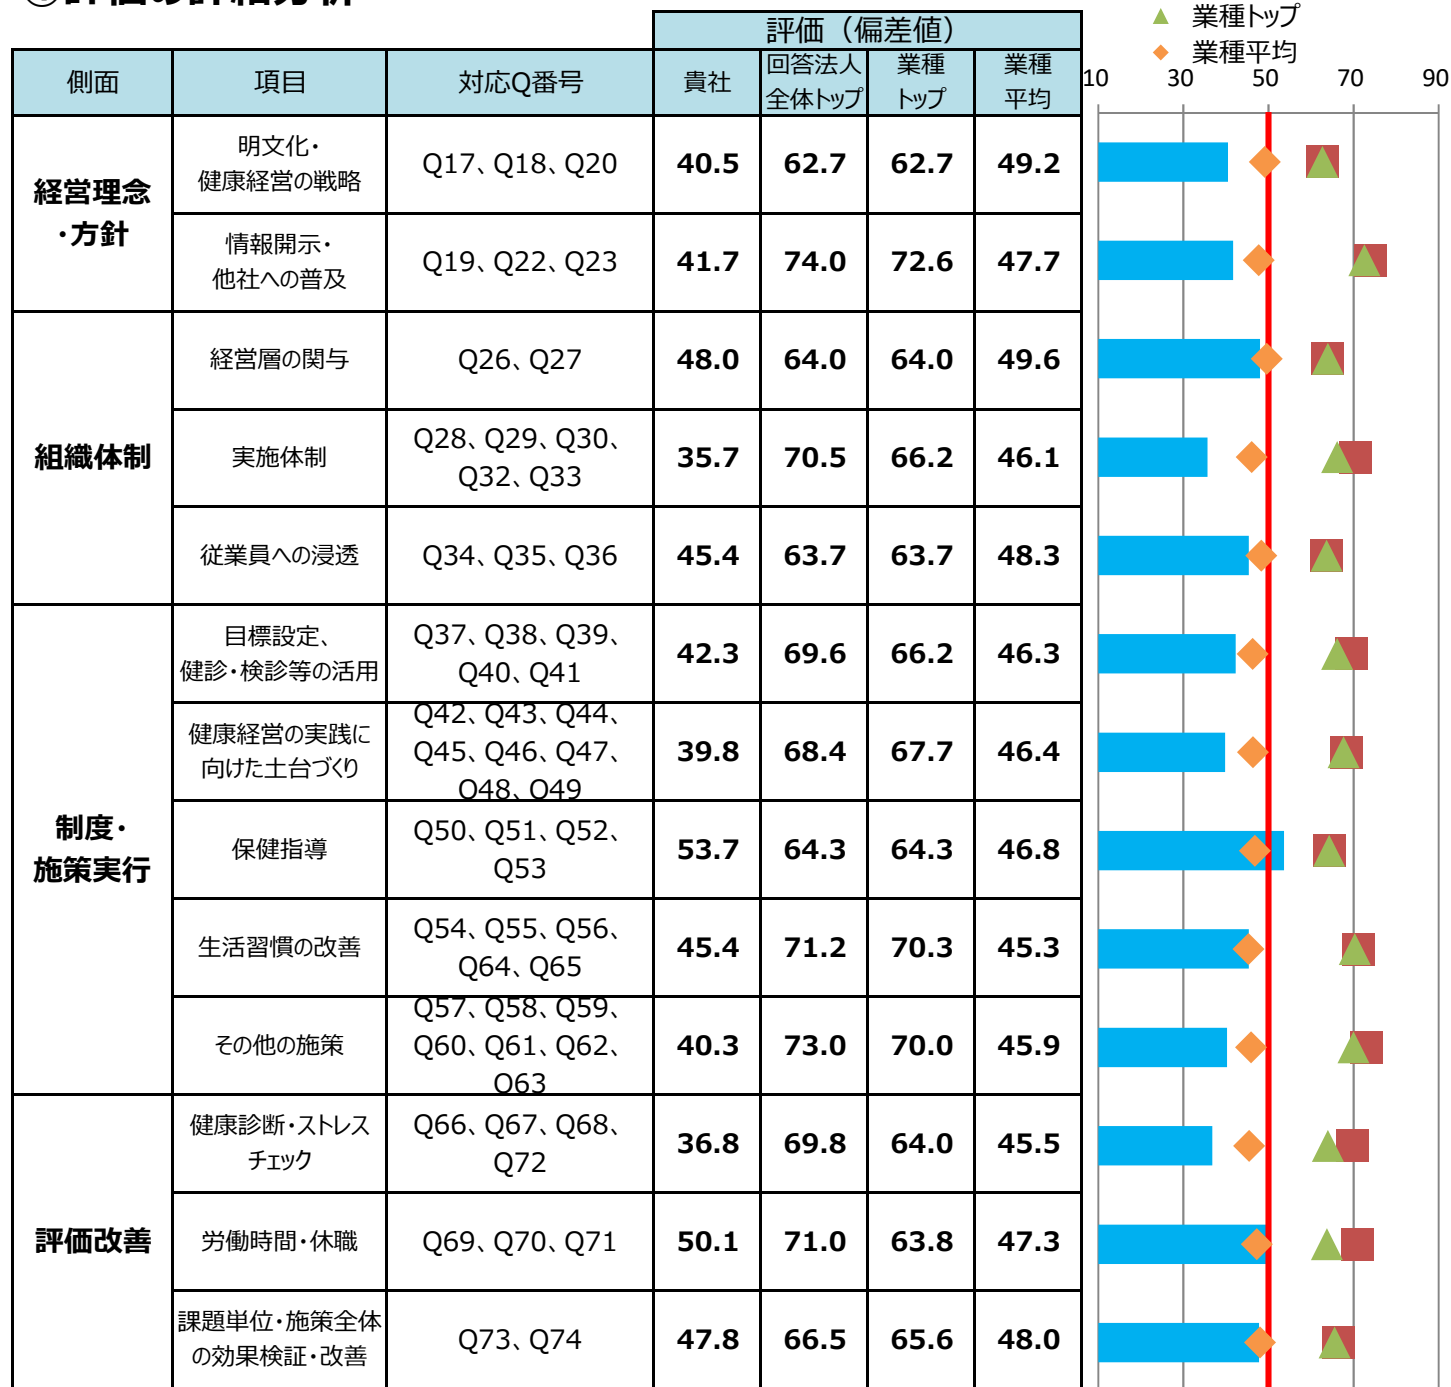 ①評価の詳細分析
▲ 業種トップ
◆ 業種平均
評価（偏差値）
側面 項目 対応Q番号 貴社 回答法人 業種 業種
全体トップ トップ 平均
10 30 50 70 90
経営理念
・方針
明文化・
健康経営の戦略
Q17、Q18、Q20 40.5 62.7 62.7 49.2
情報開示・
他社への普及
Q19、Q22、Q23 41.7 74.0 72.6 47.7
組織体制
経営層の関与 Q26、Q27 48.0 64.0 64.0 49.6
実施体制
Q28、Q29、Q30、
Q32、Q33
35.7 70.5 66.2 46.1
従業員への浸透 Q34、Q35、Q36 45.4 63.7 63.7 48.3
制度・
施策実行
目標設定、
健診・検診等の活用
Q37、Q38、Q39、
Q40、Q41
42.3 69.6 66.2 46.3
健康経営の実践に
向けた土台づくり
Q42、Q43、Q44、
Q45、Q46、Q47、
Q48、Q49
39.8 68.4 67.7 46.4
保健指導
Q50、Q51、Q52、
Q53
53.7 64.3 64.3 46.8
生活習慣の改善
Q54、Q55、Q56、
Q64、Q65
45.4 71.2 70.3 45.3
その他の施策
Q57、Q58、Q59、
Q60、Q61、Q62、
Q63
40.3 73.0 70.0 45.9
評価改善
健康診断・ストレス
チェック
Q66、Q67、Q68、
Q72
36.8 69.8 64.0 45.5
労働時間・休職 Q69、Q70、Q71 50.1 71.0 63.8 47.3
課題単位・施策全体
の効果検証・改善
Q73、Q74 47.8 66.5 65.6 48.0